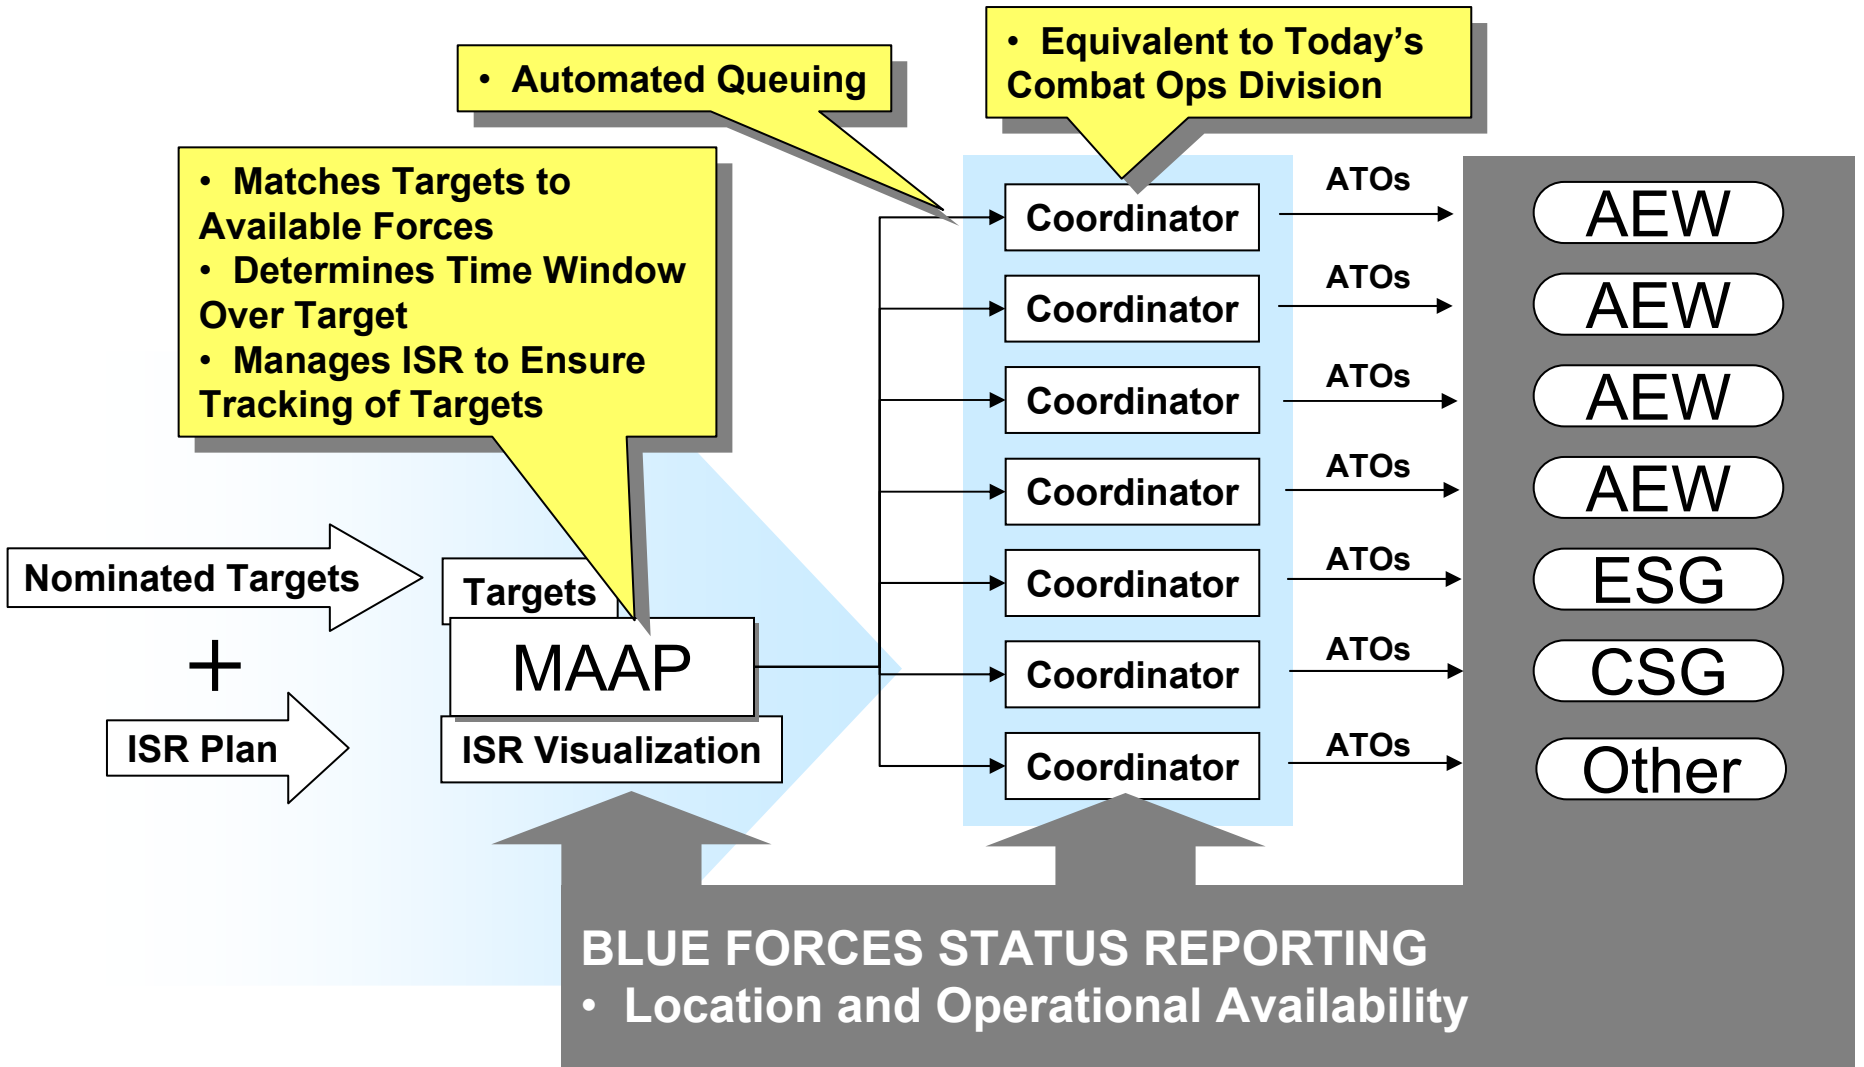 • Automated Queuing
• Equivalent to Today’s
Combat Ops Division
• Matches Targets to
Available Forces
• Determines Time Window
Over Target
• Manages ISR to Ensure
Tracking of Targets
Nominated Targets
+
ISR Plan
Targets
MAAP
ISR Visualization
Coordinator
ATOs
AEW
Coordinator
ATOs
AEW
Coordinator
ATOs
AEW
Coordinator
ATOs
AEW
Coordinator
ATOs
ESG
Coordinator
ATOs
CSG
Coordinator
ATOs
Other
BLUE FORCES STATUS REPORTING
• Location and Operational Availability